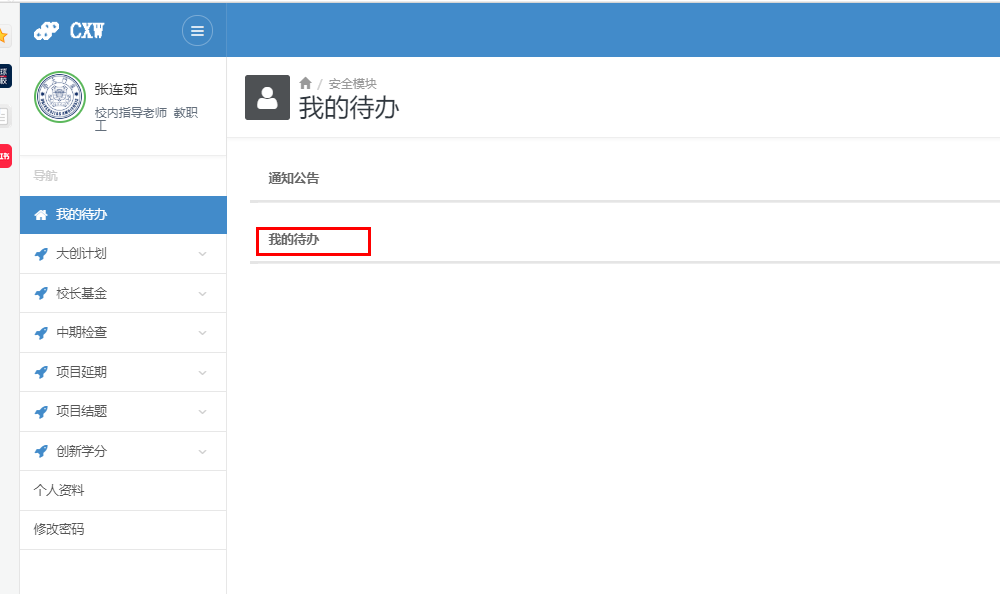 CXW
张连茹
校内指导老师 教职
工
/ 安全模块
我的待办
导航
我的待办
大创计划
校长基金
中期检查
项目延期
项目结题
创新学分
个人资料
修改密码
通知公告
我的待办